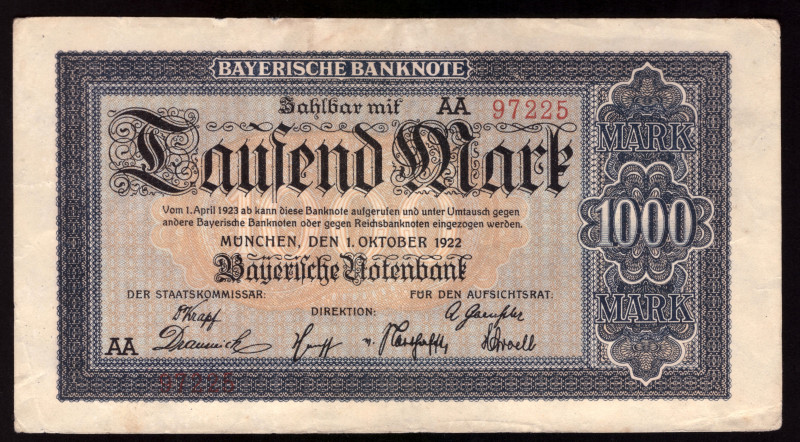 BAYERISCHE BANKNOTE
Zahlbar mit AA 97225
Tausend Mark
MARK
1000
MARK
Vom 1. April 1923 ab kann diese Banknote aufgerufen und unter Umtausch gegen
andere Bayerische Banknoten oder gegen Reichsbanknoten eingezogen werden.
MÜNCHEN, DEN 1. OKTOBER 1922
Bayerische Notenbank
DER STAATSKOMMISSAR: FÜR DEN AUFSICHTSRAT:
DIREKTION:
AA
97225